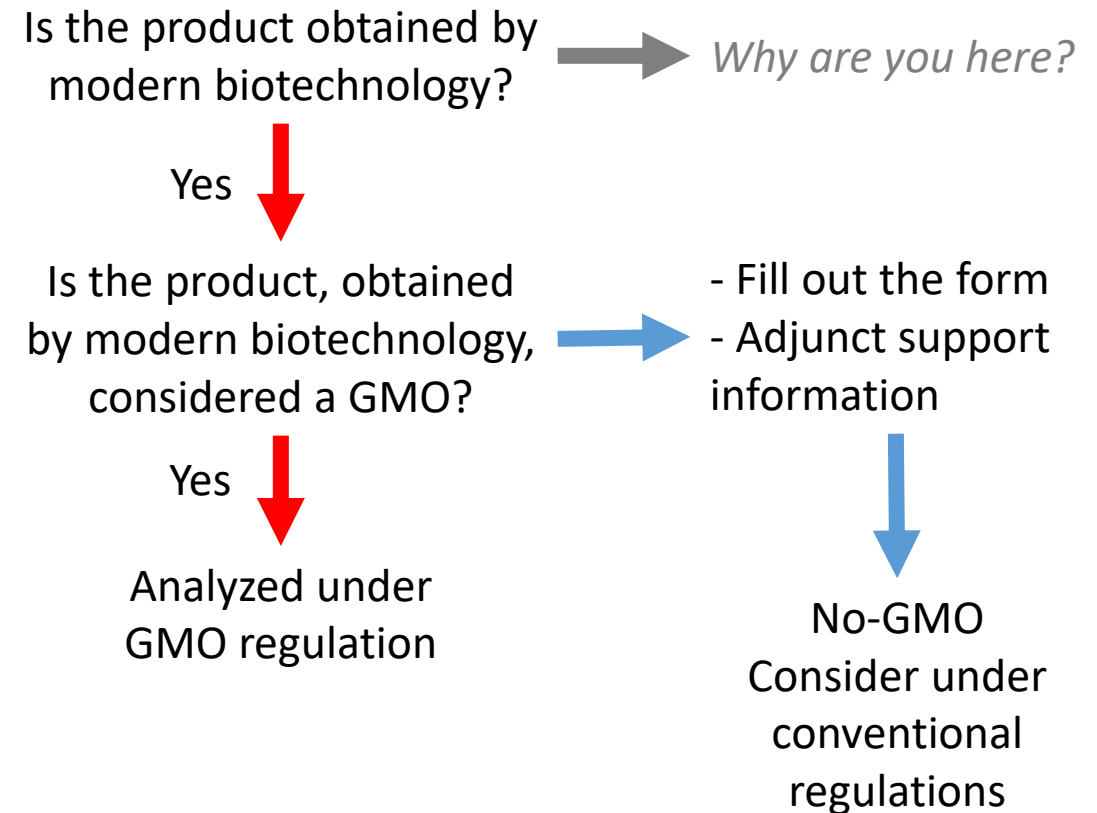 Is the product obtained by
modern biotechnology?
Why are you here?
Yes
Is the product, obtained
by modern biotechnology,
considered a GMO?
- Fill out the form
- Adjunct support
information
Yes
Analyzed under
GMO regulation
No-GMO
Consider under
conventional
regulations